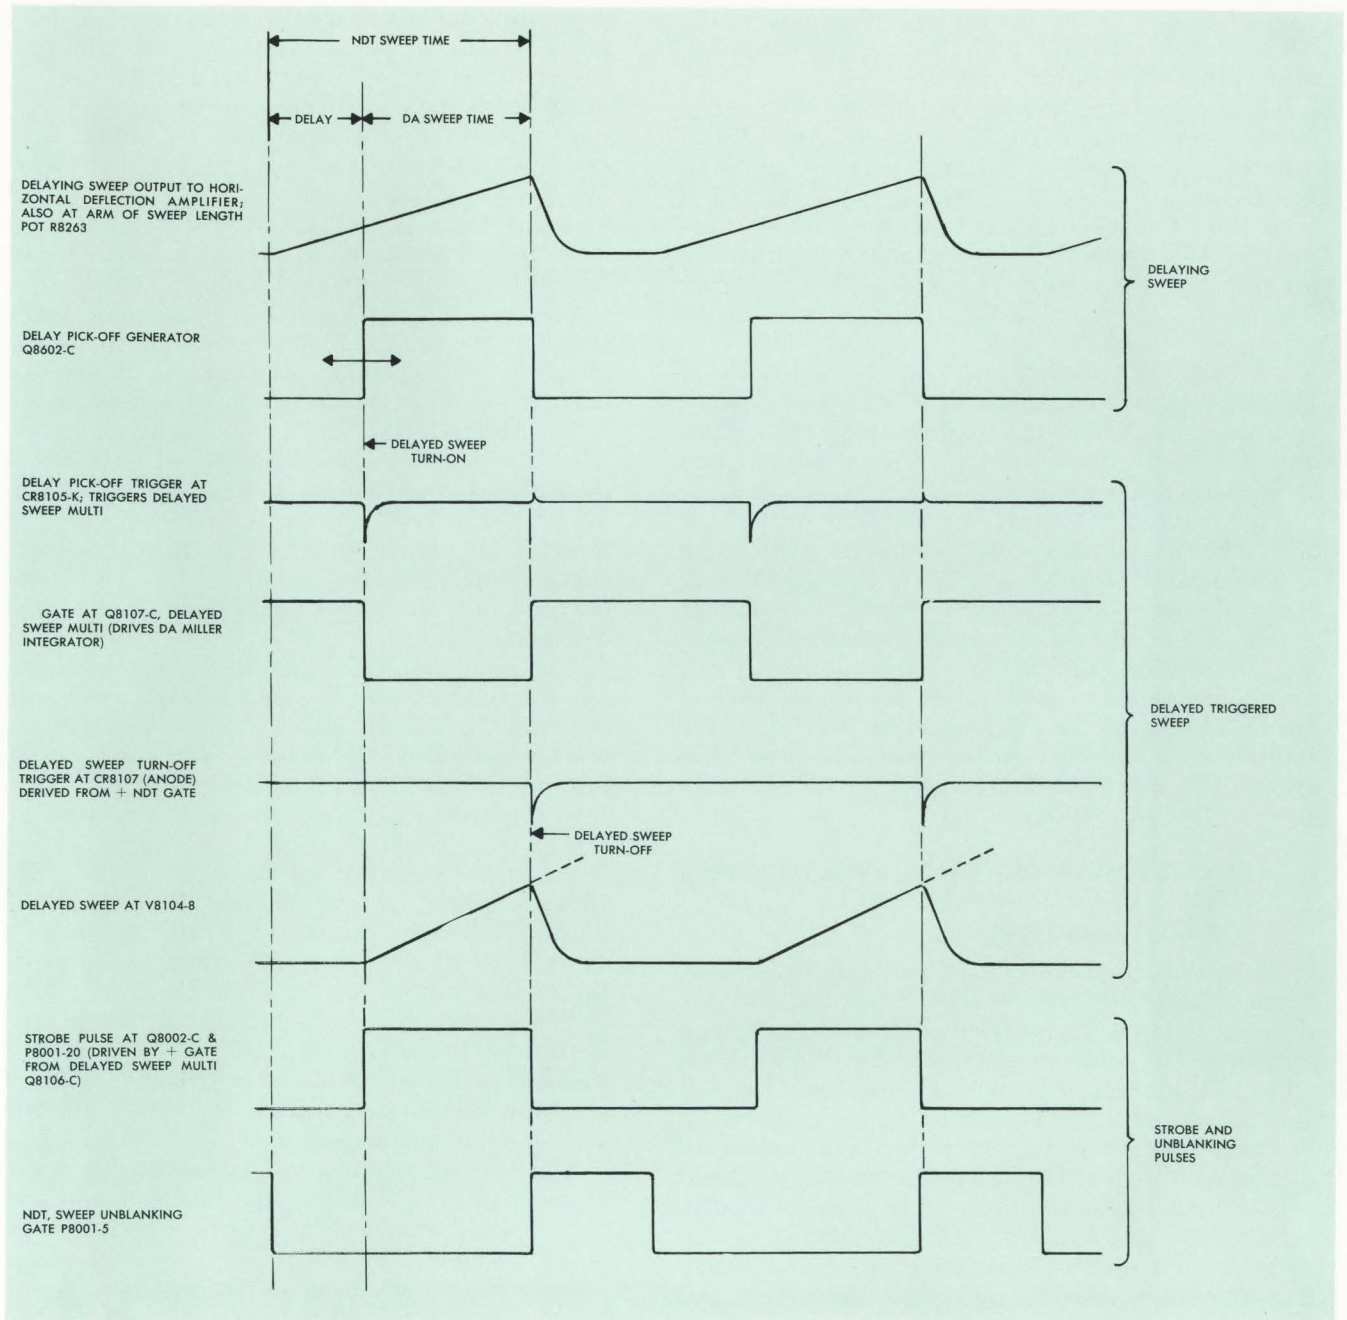 NDT SWEEP TIME
DELAY
DA SWEEP TIME
DELAYING SWEEP OUTPUT TO HORI-
ZONTAL DEFLECTION AMPLIFIER;
ALSO AT ARM OF SWEEP LENGTH
POT R8263
DELAYING
SWEEP
DELAY PICK-OFF GENERATOR
Q8602-C
DELAYED SWEEP
TURN-ON
DELAY PICK-OFF TRIGGER AT
CR8105-K; TRIGGERS DELAYED
SWEEP MULTI
GATE AT Q8107-C, DELAYED
SWEEP MULTI (DRIVES DA MILLER
INTEGRATOR)
DELAYED TRIGGERED
SWEEP
DELAYED SWEEP TURN-OFF
TRIGGER AT CR8107 (ANODE)
DERIVED FROM + NDT GATE
DELAYED SWEEP
TURN-OFF
DELAYED SWEEP AT V8104-8
STROBE PULSE AT Q8002-C &
P8001-20 (DRIVEN BY + GATE
FROM DELAYED SWEEP MULTI
Q8106-C)
STROBE AND
UNBLANKING
PULSES
NDT, SWEEP UNBLANKING
GATE P8001-5